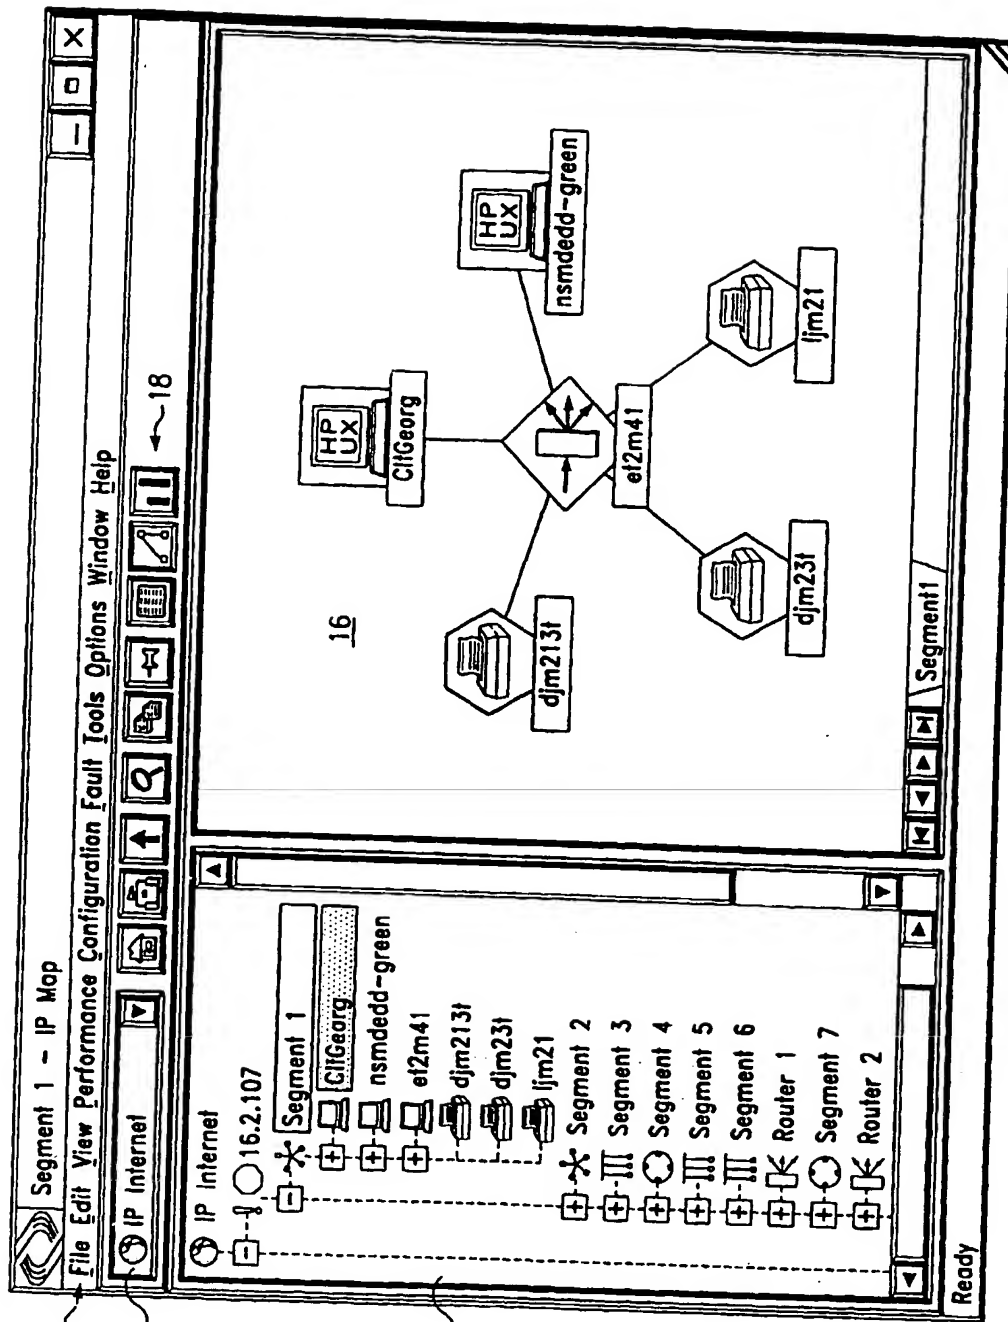 Segment 1 - IP Map
File Edit View Performance Configuration Fault Tools Options Window Help
IP Internet
18
IP Internet
16.2.107
Segment 1
CltGearg
nsmdedd-green
et2m41
djm213t
djm23t
ljm21
Segment 2
Segment 3
Segment 4
Segment 5
Segment 6
Router 1
Segment 7
Router 2
16
HP
UX
CltGeorg
HP
UX
nsmdedd-green
et2m41
djm213t
djm23t
ljm21
Segment1
Ready